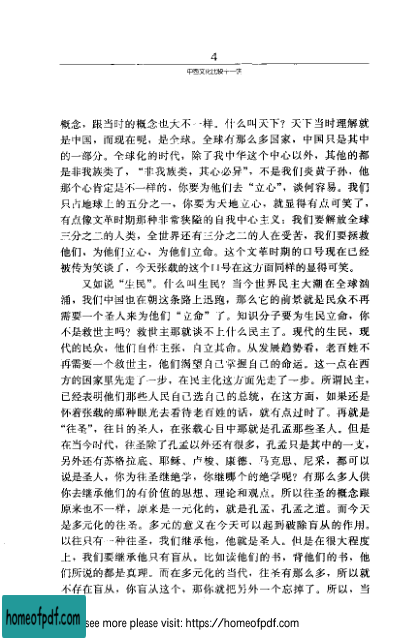 4
中西文化比较十一讲
概念，跟当时的概念也大不一样。什么叫天下？天下当时理解就
是中国，而现在呢，是全球。全球有那么多国家，中国只是其中
的一部分。全球化的时代，除了我中华这个中心以外，其他的都
是非我族类了，“非我族类，其心必异”，不是我们炎黄子孙，他
那个心肯定是不一样的，你要为他们去“立心”，谈何容易。我们
只占地球上的五分之一，你要为天地立心，就显得有点可笑了，
有点像文革时期那种非常狭隘的自我中心主义：我们要解放全球
三分之二的人类，全世界还有三分之二的人在受苦，我们要拯救
他们，为他们立心，为他们立命。这个文革时期的口号现在已经
被传为笑谈了，今天张载的这个口号在这方面同样的显得可笑。
又如说“生民”。什么叫生民？当今世界民主大潮在全球汹
涌，我们中国也在朝这条路上迅跑，那么它的前景就是民众不再
需要一个圣人来为他们“立命”了。知识分子要为生民立命，你
不是救世主吗？救世主那就谈不上什么民主了。现代的生民，现
代的民众，他们自作主张，自立其命。从发展趋势看，老百姓不
再需要一个救世主，他们渴望自己掌握自己的命运。这一点在西
方的国家里先走了一步，在民主化这方面先走了一步。所谓民主，
已经表明他们那些人民自己选自己的总统，在这方面，如果还是
怀着张载的那种眼光去看待老百姓的话，就有点过时了。再就是
“往圣”，往日的圣人，在张载心目中那就是孔孟那些圣人。但是
在当今时代，往圣除了孔孟以外还有很多，孔孟只是其中的一支，
另外还有苏格拉底、耶稣、卢梭、康德、马克思、尼采，都可以
说是圣人，你为往圣继绝学，你继哪个的绝学呢？有那么多人供
你去继承他们的有价值的思想、理论和观点。所以往圣的概念跟
原来也不一样，原来是一元化的，就是孔孟，孔孟之道。而今天
是多元化的往圣。多元的意义在今天可以起到破除盲从的作用。
以往只有一种往圣，我们继承他，他就是圣人。但是在很大程度
上，我们要继承他只有盲从。比如读他们的书，背他们的书，他
们所说的都是真理。而在多元化的当代，往圣有那么多，所以就
不存在盲从，你盲从这个，那你就把另外一个忘掉了。所以，当
homeofpdf.com
see more please visit: https://homeofpdf.com